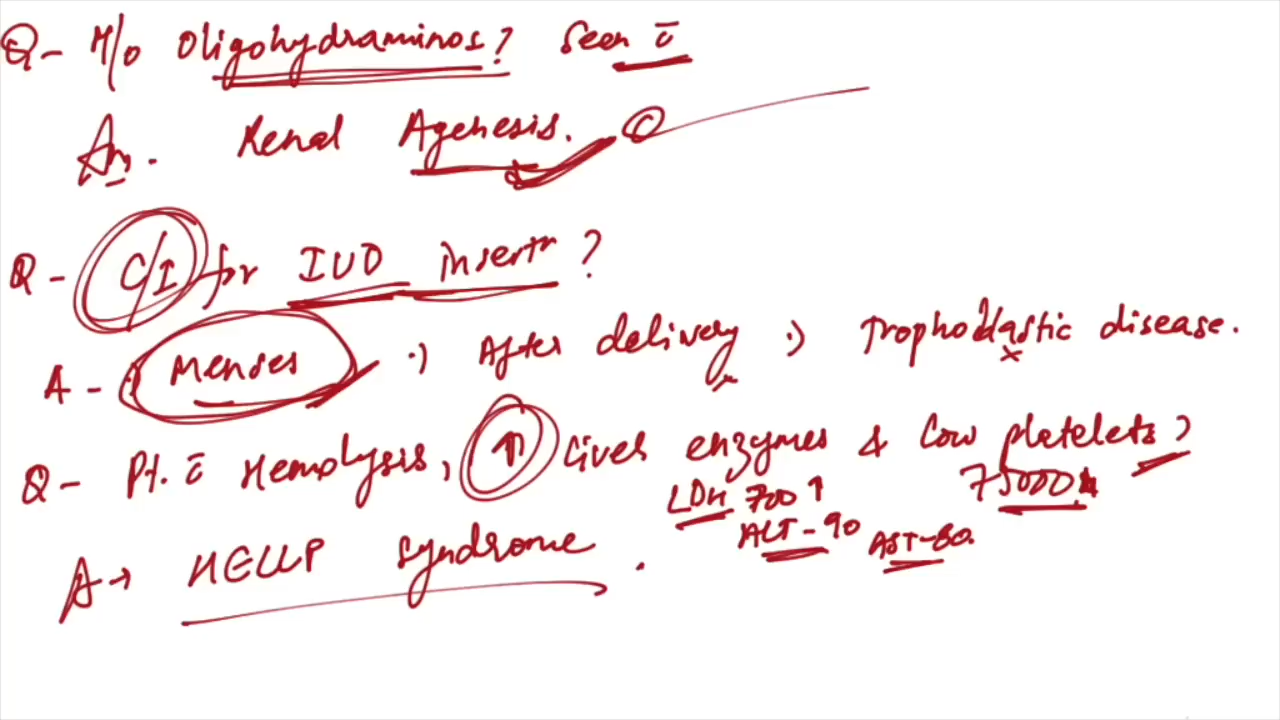 Q- H/o Oligohydraminos? Seen c̄
An. Renal Agenesis.
Q- C/I for IUD insertn?
A- Menses :) After delivery :) Trophoblastic disease.
Q- Pt. c̄ Hemolysis, ↑ Liver enzymes & low platelets?
LDH 700↑ 75000
ALT-90 AST-80.
A→ HELLP Syndrome.